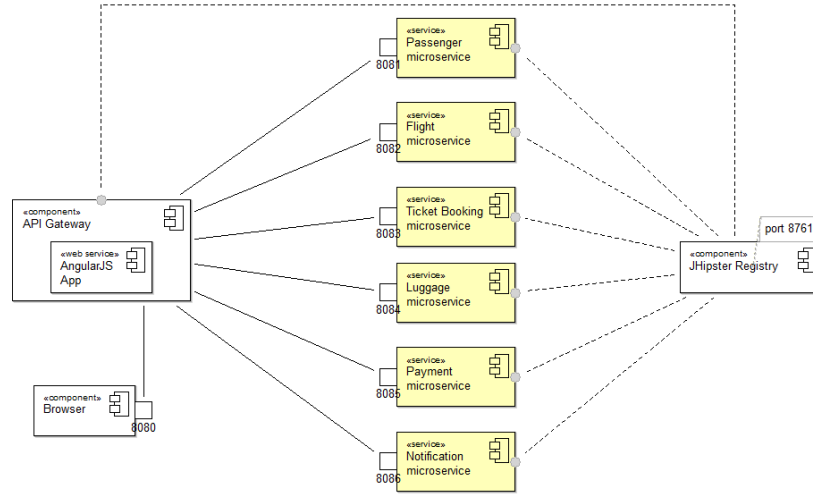 «service»
Passenger
microservice
8081
«service»
Flight
microservice
8082
«service»
Ticket Booking
microservice
8083
«service»
Luggage
microservice
8084
«service»
Payment
microservice
8085
«service»
Notification
microservice
8086
«component»
API Gateway
«web service»
AngularJS
App
«component»
Browser
8080
port 8761
«component»
JHipster Registry